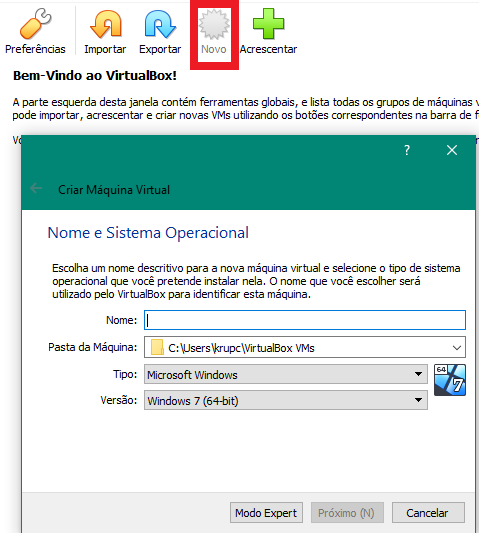 Preferências Importar Exportar Novo Acrescentar
Bem-Vindo ao VirtualBox!
A parte esquerda desta janela contém ferramentas globais, e lista todas os grupos de máquinas
pode importar, acrescentar e criar novas VMs utilizando os botões correspondentes na barra de
?
Criar Máquina Virtual
Nome e Sistema Operacional
Escolha um nome descritivo para a nova máquina virtual e selecione o tipo de sistema
operacional que você pretende instalar nela. O nome que você escolher será
utilizado pelo VirtualBox para identificar esta máquina.
Nome:
Pasta da Máquina: C:\Users\krupc\VirtualBox VMs
Tipo: Microsoft Windows
64
7
Versão: Windows 7 (64-bit)
Modo Expert Próximo (N) Cancelar